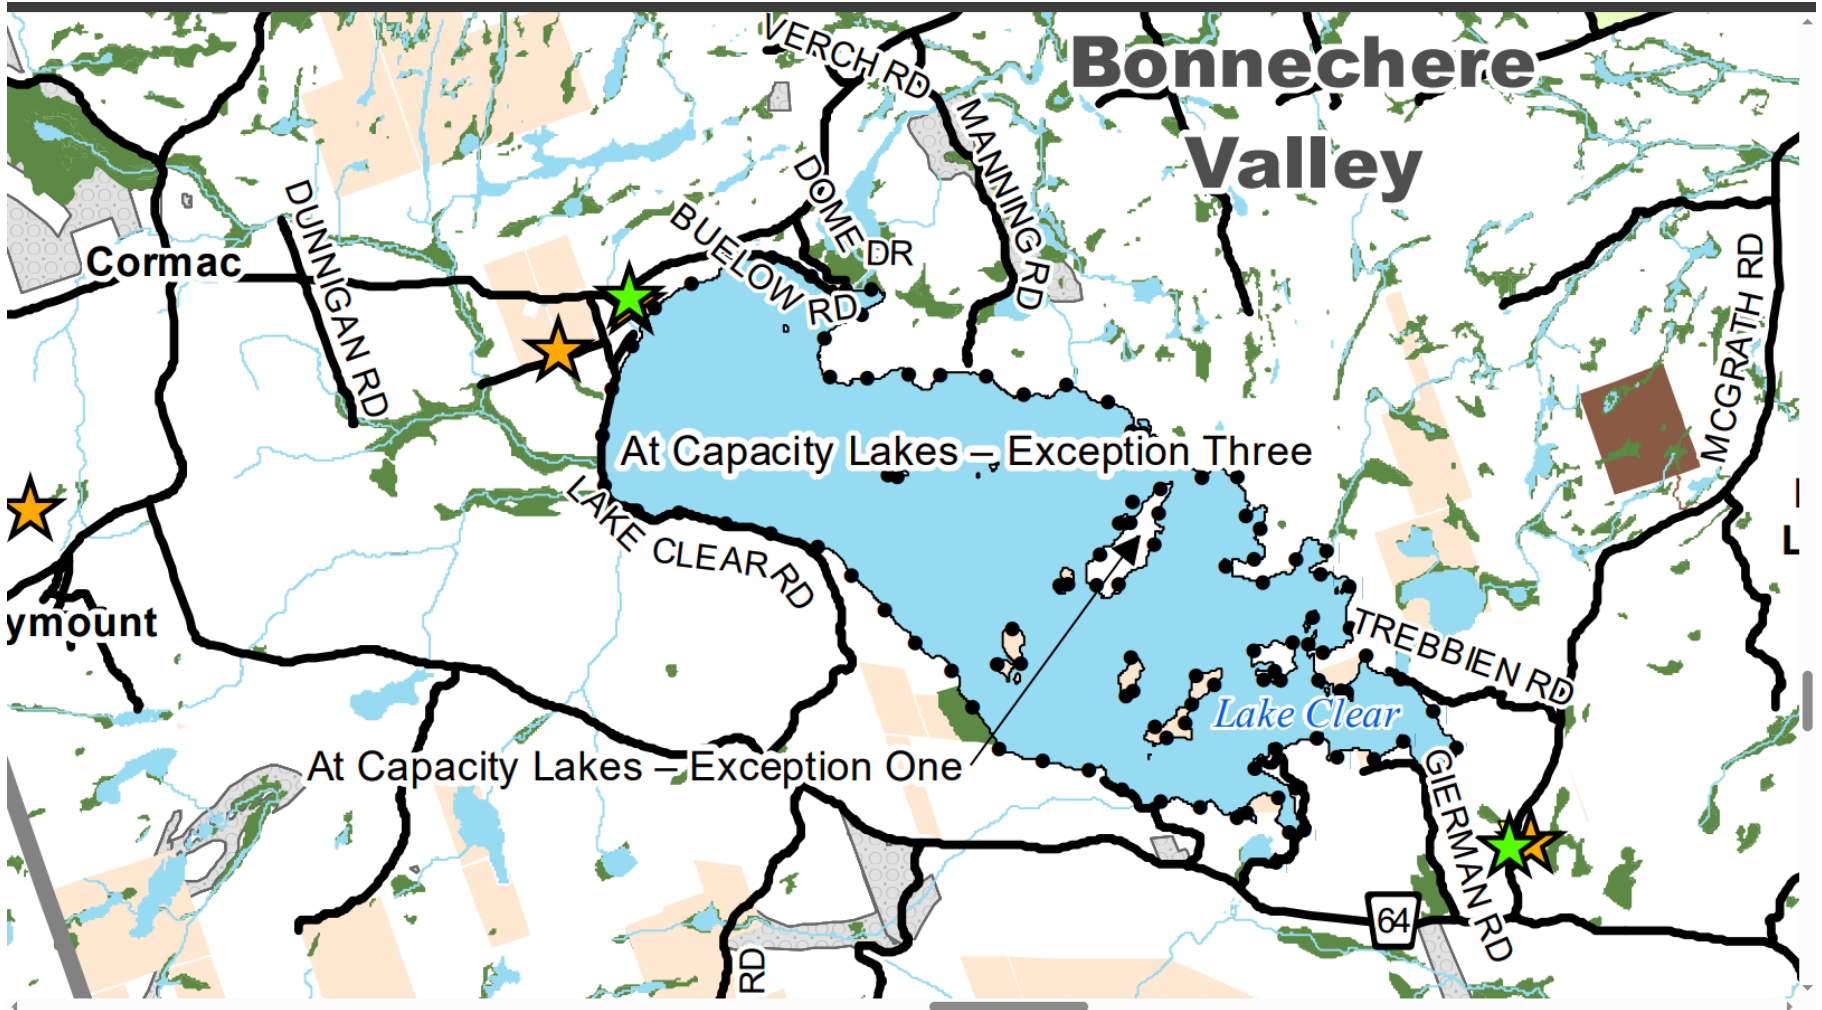 VERCH RD
Bonnechere
Valley
MANNING RD
DOME DR
DUNNIGAN RD
BUELOW RD
Cormac
MCGRATH RD
At Capacity Lakes – Exception Three
LAKE CLEAR RD
L
ymount
TREBBIEN RD
Lake Clear
At Capacity Lakes – Exception One
GIERMAN RD
64
RD